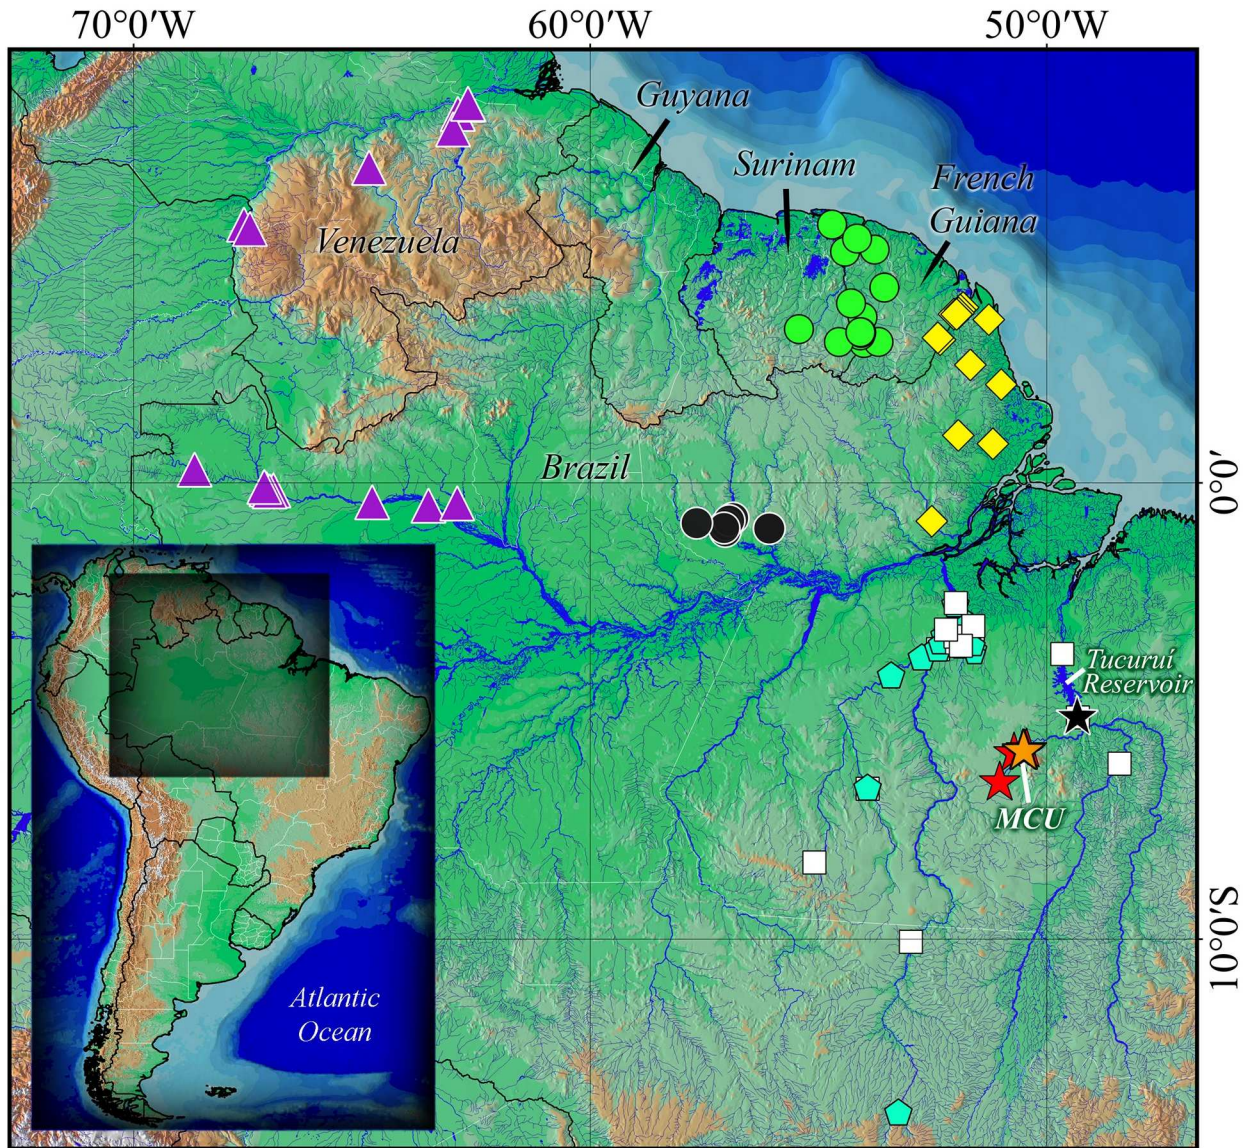 70°0′W
60°0′W
50°0′W
Guyana
Surinam
French
Guiana
Venezuela
Brazil
0°0′
Tucuruí
Reservoir
MCU
10°0′S
Atlantic
Ocean